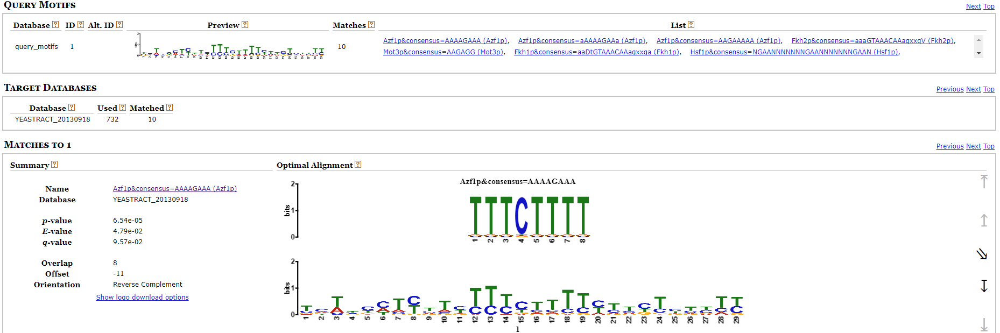 QUERY MOTIFS
Next Top
Database ? ID ? Alt. ID ? Preview ? Matches ? List ?
query_motifs 1 10 Azf1p&consensus=AAAAGAAA (Azf1p), Azf1p&consensus=aAAAAGAAa (Azf1p), Azf1p&consensus=AAGAAAAA (Azf1p), Fkh2p&consensus=aaaGTAAACAAaqxxqV (Fkh2p),
Mot3p&consensus=AAGAGG (Mot3p), Fkh1p&consensus=aaDtGTAAACAAaqxxqa (Fkh1p), Hsf1p&consensus=NGAANNNNNNNGAANNNNNNNGAAN (Hsf1p),
TARGET DATABASES
Previous Next Top
Database ? Used ? Matched ?
YEASTRACT_20130918 732 10
MATCHES TO 1
Previous Next Top
Summary ? Optimal Alignment ?
Name Azf1p&consensus=AAAAGAAA (Azf1p)
Database YEASTRACT_20130918
p-value 6.54e-05
E-value 4.79e-02
q-value 9.57e-02
Overlap 8
Offset -11
Orientation Reverse Complement
Show logo download options
Azf1p&consensus=AAAAGAAA
2
bits
1
0
TTTCTTTT
1 2 3 4 5 6 7 8
2
bits
1
0
1 2 3 4 5 6 7 8 9 10 11 12 13 14 15 16 17 18 19 20 21 22 23 24 25 26 27 28 29
1